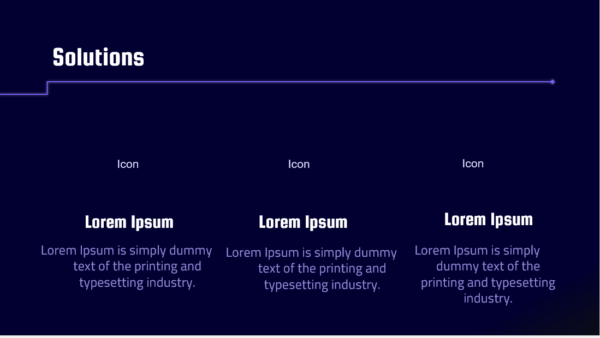 Solutions
Icon
Icon
Icon
Lorem Ipsum
Lorem Ipsum is simply dummy
text of the printing and
typesetting industry.
Lorem Ipsum
Lorem Ipsum is simply dummy
text of the printing and
typesetting industry.
Lorem Ipsum
Lorem Ipsum is simply
dummy text of the
printing and typesetting
industry.